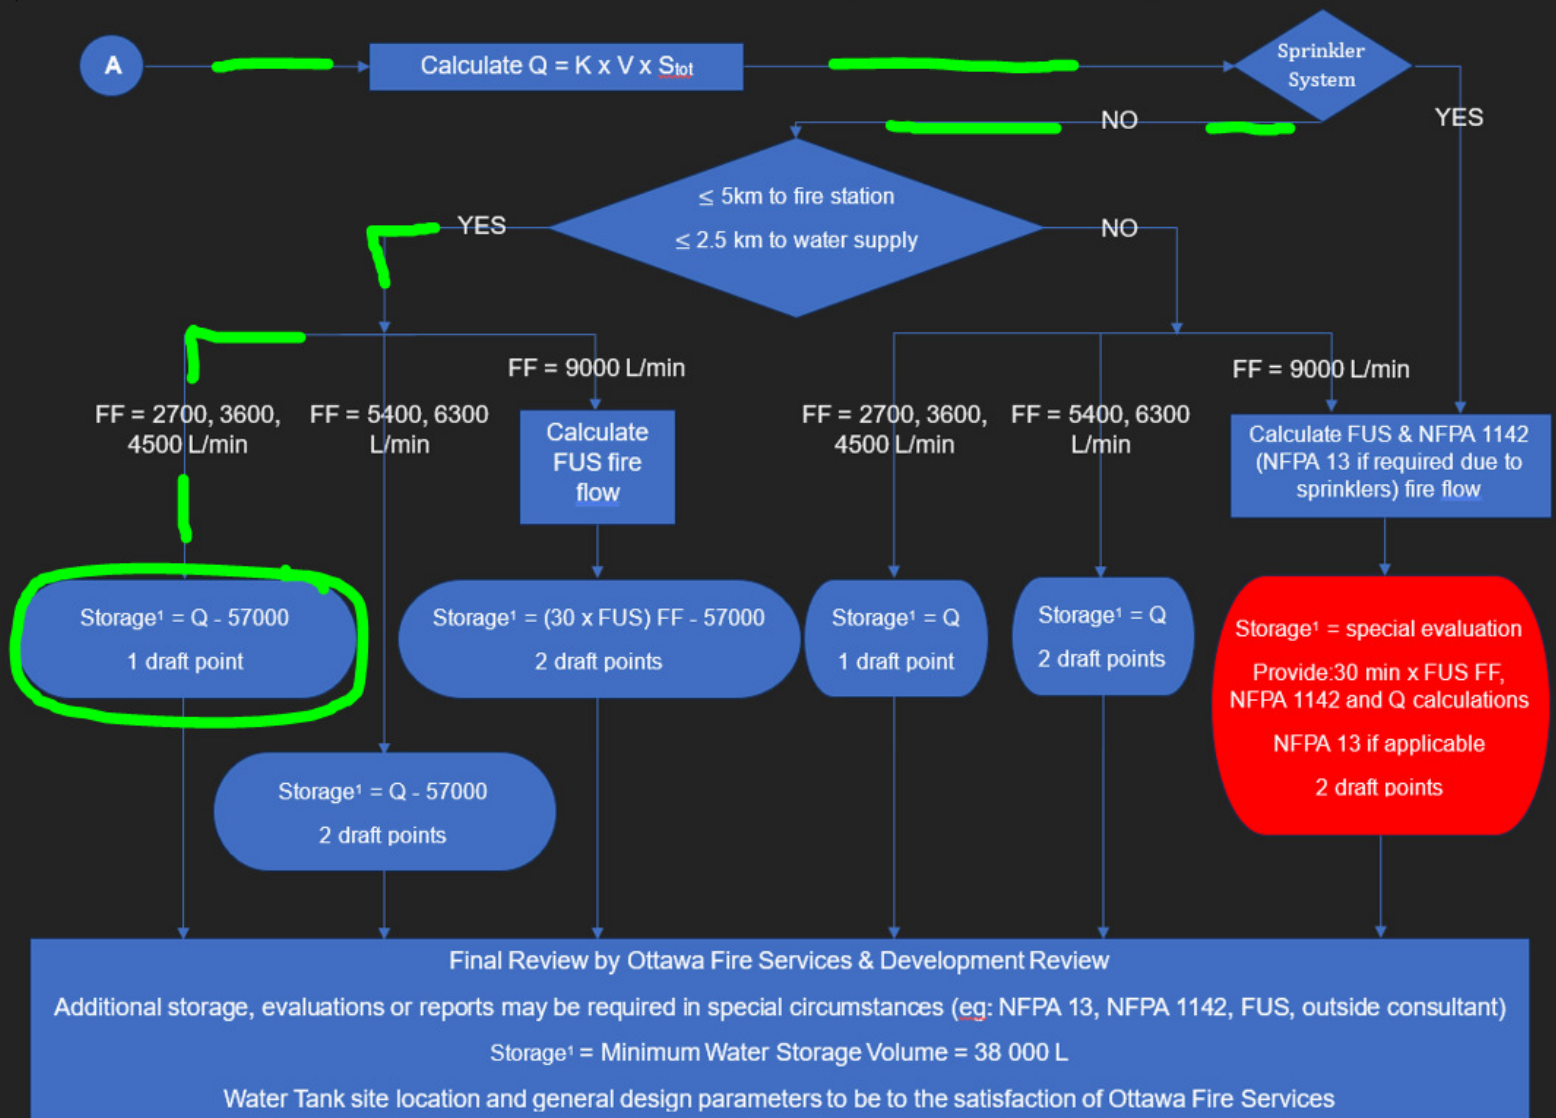 A
Calculate Q = K x V x Stot
Sprinkler
System
NO
YES
≤ 5km to fire station
≤ 2.5 km to water supply
YES
NO
FF = 9000 L/min
FF = 9000 L/min
FF = 2700, 3600,
4500 L/min
FF = 5400, 6300
L/min
Calculate
FUS fire
flow
FF = 2700, 3600,
4500 L/min
FF = 5400, 6300
L/min
Calculate FUS & NFPA 1142
(NFPA 13 if required due to
sprinklers) fire flow
Storage¹ = Q - 57000
1 draft point
Storage¹ = (30 x FUS) FF - 57000
2 draft points
Storage¹ = Q
1 draft point
Storage¹ = Q
2 draft points
Storage¹ = special evaluation
Provide:30 min x FUS FF,
NFPA 1142 and Q calculations
NFPA 13 if applicable
2 draft points
Storage¹ = Q - 57000
2 draft points
Final Review by Ottawa Fire Services & Development Review
Additional storage, evaluations or reports may be required in special circumstances (eg: NFPA 13, NFPA 1142, FUS, outside consultant)
Storage¹ = Minimum Water Storage Volume = 38 000 L
Water Tank site location and general design parameters to be to the satisfaction of Ottawa Fire Services